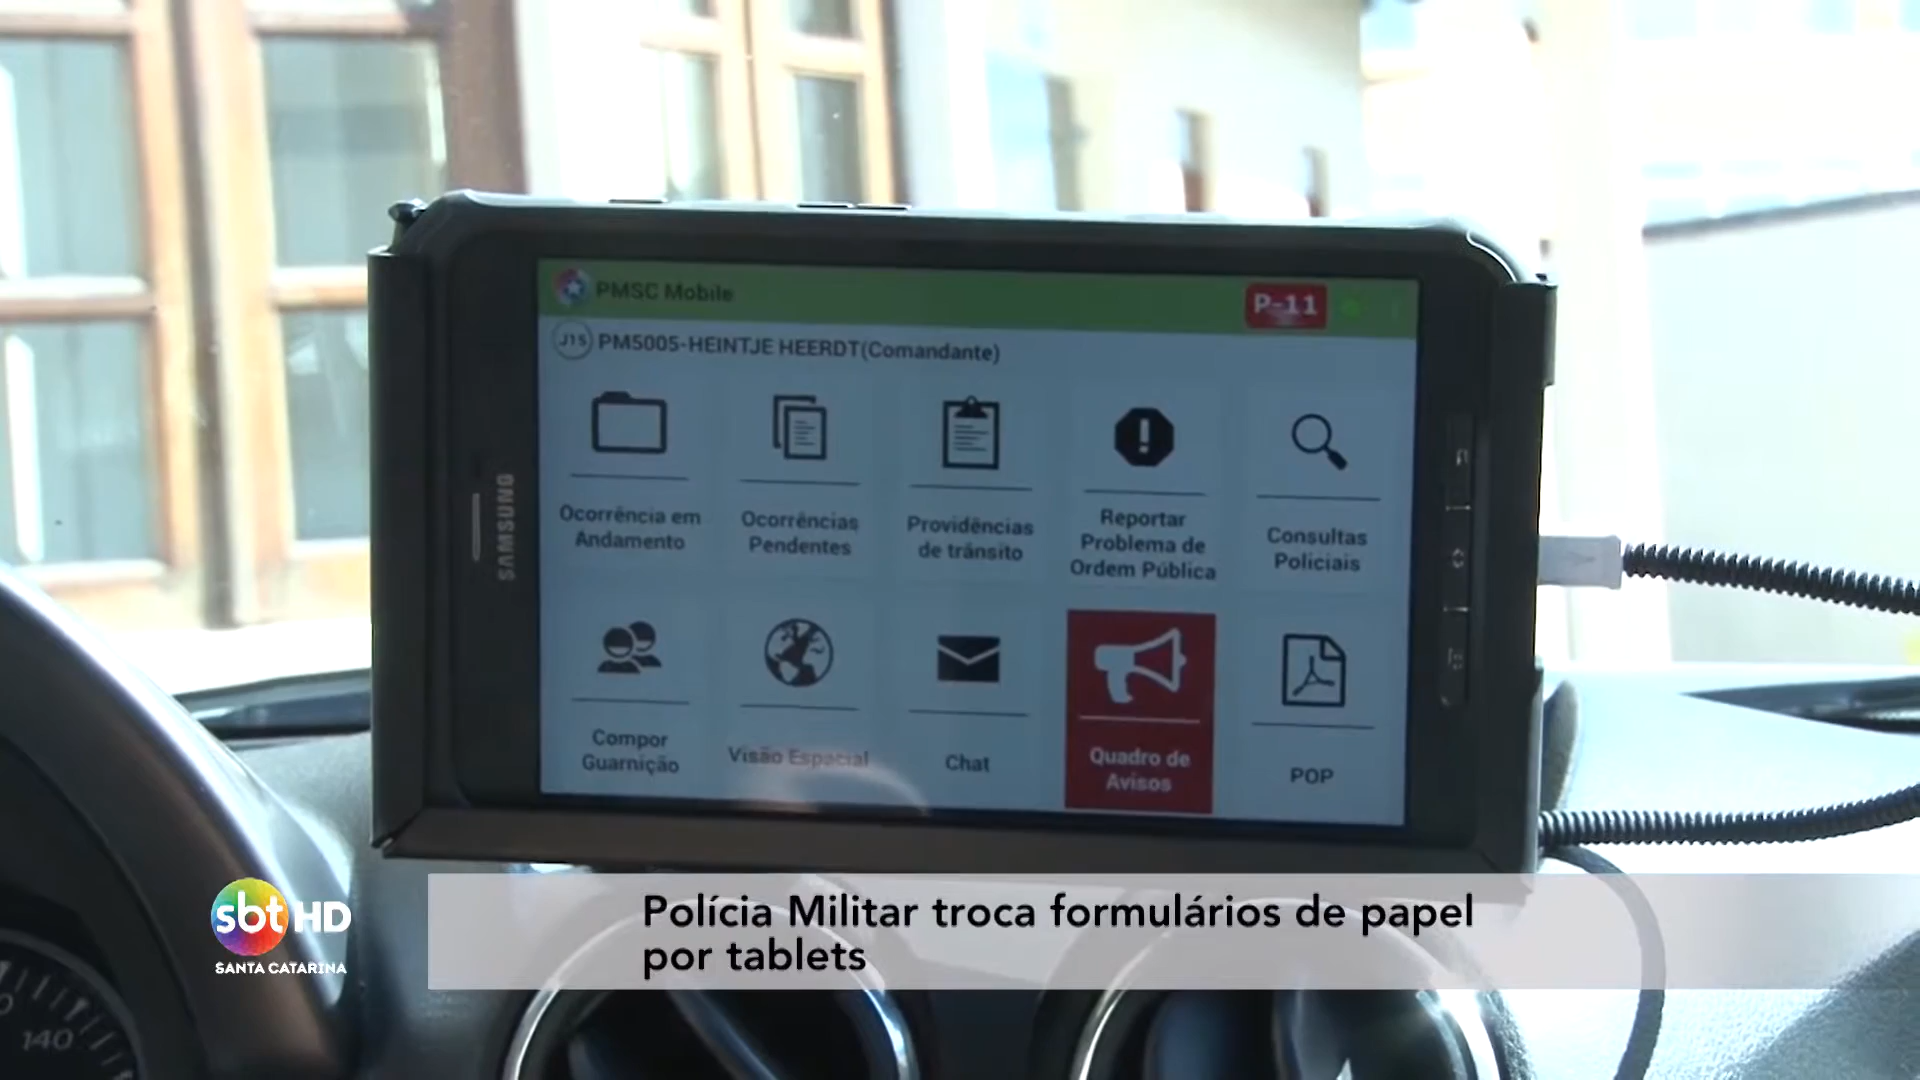 PMSC Mobile
P-11
J15 PM5005-HEINTJE HEERDT(Comandante)
Ocorrência em
Andamento
Ocorrências
Pendentes
Providências
de trânsito
Reportar
Problema de
Ordem Pública
Consultas
Policiais
Compor
Guarnição
Visão Espacial
Chat
Quadro de
Avisos
POP
SAMSUNG
sbt HD
SANTA CATARINA
Polícia Militar troca formulários de papel
por tablets
140